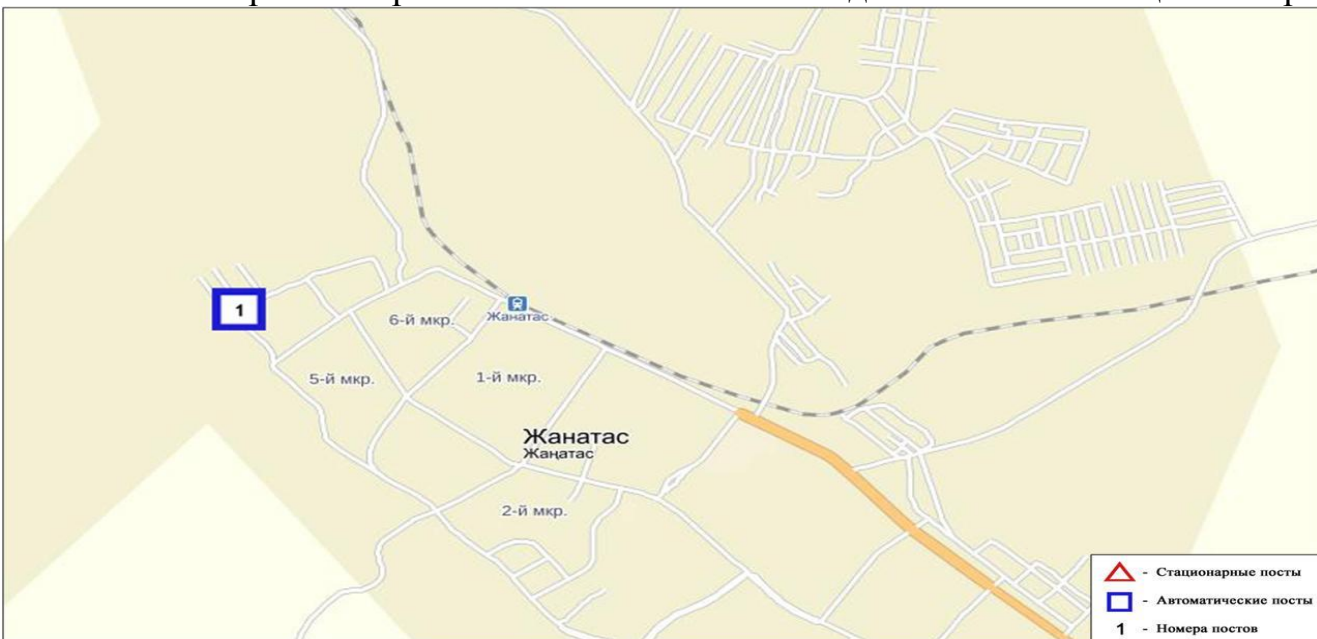 1
6-й мкр.
Жанатас
5-й мкр.
1-й мкр.
Жанатас
Жаңатас
2-й мкр.
- Стационарные посты
- Автоматические посты
1 - Номера постов